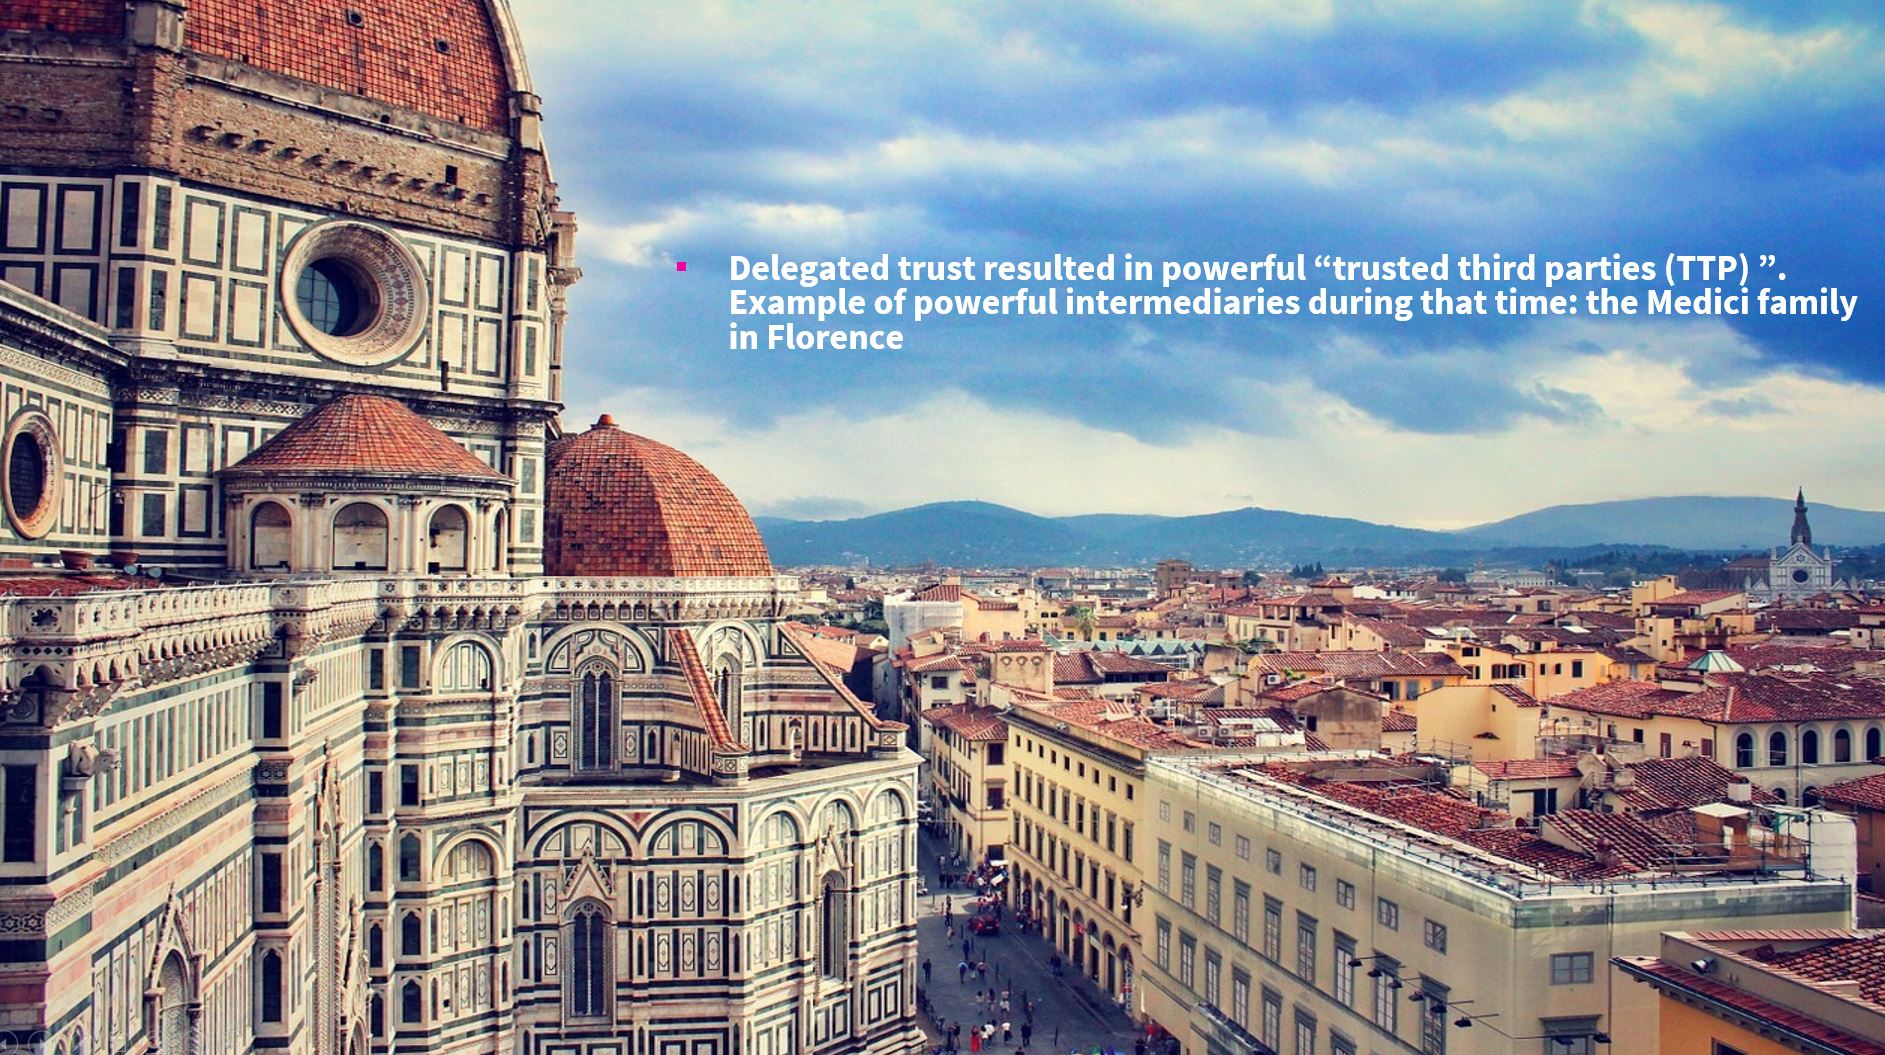 Delegated trust resulted in powerful “trusted third parties (TTP) ”.
Example of powerful intermediaries during that time: the Medici family
in Florence